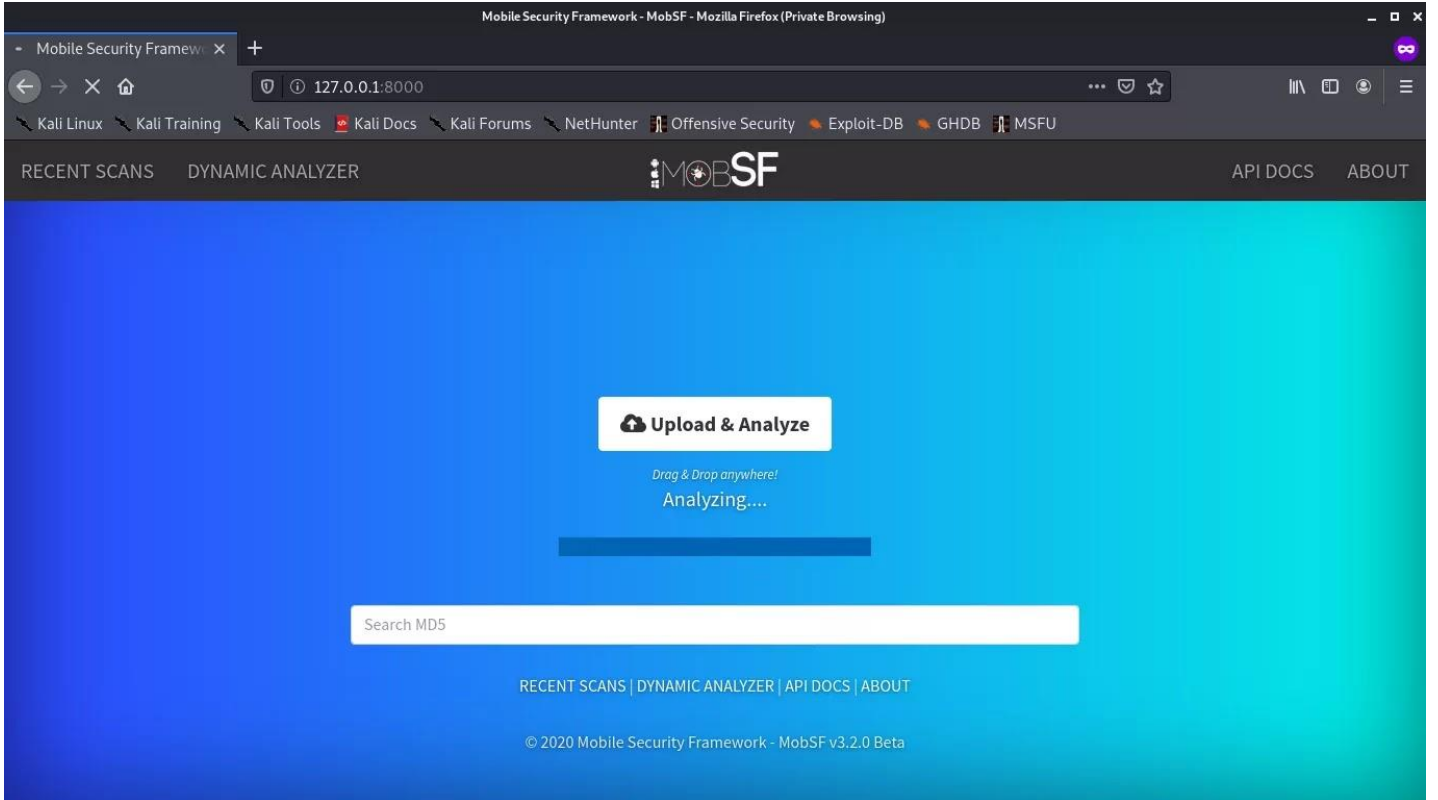 Mobile Security Framework - MobSF - Mozilla Firefox (Private Browsing)
Mobile Security Framewo
127.0.0.1:8000
Kali Linux Kali Training Kali Tools Kali Docs Kali Forums NetHunter Offensive Security Exploit-DB GHDB MSFU
RECENT SCANS DYNAMIC ANALYZER MOBSF API DOCS ABOUT
Upload & Analyze
Drag & Drop anywhere!
Analyzing....
Search MD5
RECENT SCANS | DYNAMIC ANALYZER | API DOCS | ABOUT
© 2020 Mobile Security Framework - MobSF v3.2.0 Beta